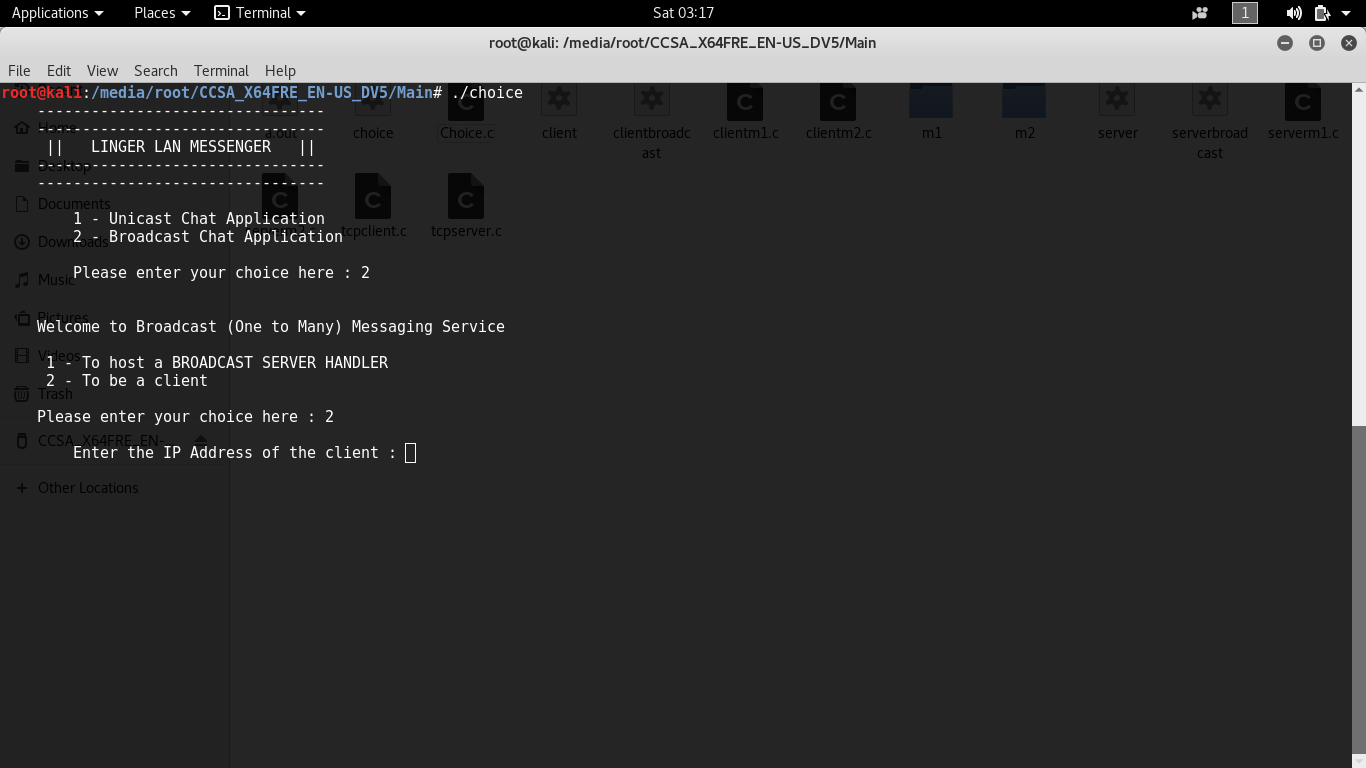 Applications Places Terminal Sat 03:17 1
root@kali: /media/root/CCSA_X64FRE_EN-US_DV5/Main
File Edit View Search Terminal Help
root@kali:/media/root/CCSA_X64FRE_EN-US_DV5/Main# ./choice
--------------------------------
--------------------------------
|| LINGER LAN MESSENGER ||
--------------------------------
--------------------------------
1 - Unicast Chat Application
2 - Broadcast Chat Application
Please enter your choice here : 2
Welcome to Broadcast (One to Many) Messaging Service
1 - To host a BROADCAST SERVER HANDLER
2 - To be a client
Please enter your choice here : 2
Enter the IP Address of the client :
Home
Desktop
Documents
Downloads
Music
Pictures
Videos
Trash
CCSA_X64FRE_EN-...
Other Locations
a.out choice Choice.c client clientbroadc clientm1.c clientm2.c m1 m2 server serverbroad serverm1.c
ast cast
tcpclient.c tcpserver.c